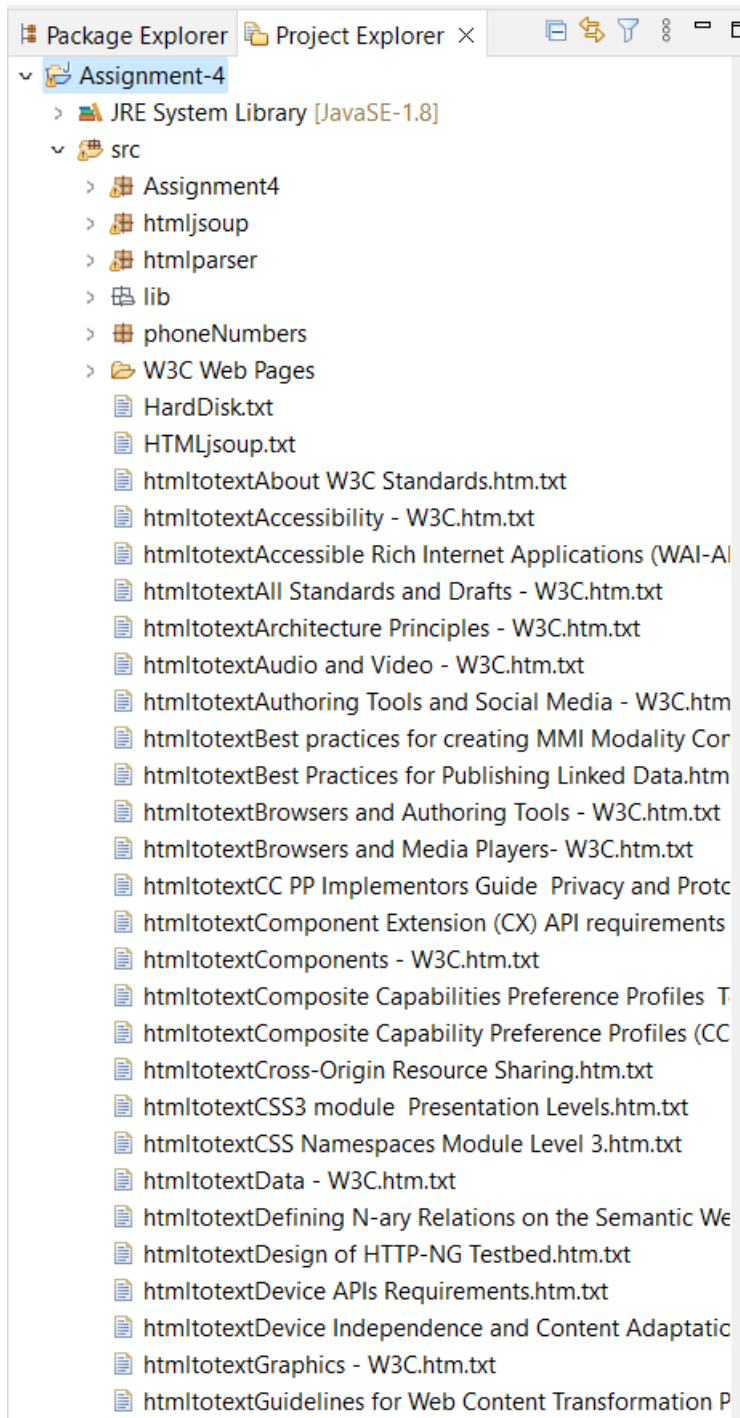 Package Explorer Project Explorer ×
Assignment-4
JRE System Library [JavaSE-1.8]
src
Assignment4
htmljsoup
htmlparser
lib
phoneNumbers
W3C Web Pages
HardDisk.txt
HTMLjsoup.txt
htmltotextAbout W3C Standards.htm.txt
htmltotextAccessibility - W3C.htm.txt
htmltotextAccessible Rich Internet Applications (WAI-AI
htmltotextAll Standards and Drafts - W3C.htm.txt
htmltotextArchitecture Principles - W3C.htm.txt
htmltotextAudio and Video - W3C.htm.txt
htmltotextAuthoring Tools and Social Media - W3C.htm
htmltotextBest practices for creating MMI Modality Con
htmltotextBest Practices for Publishing Linked Data.htm
htmltotextBrowsers and Authoring Tools - W3C.htm.txt
htmltotextBrowsers and Media Players- W3C.htm.txt
htmltotextCC PP Implementors Guide  Privacy and Protc
htmltotextComponent Extension (CX) API requirements
htmltotextComponents - W3C.htm.txt
htmltotextComposite Capabilities Preference Profiles  T
htmltotextComposite Capability Preference Profiles (CC
htmltotextCross-Origin Resource Sharing.htm.txt
htmltotextCSS3 module  Presentation Levels.htm.txt
htmltotextCSS Namespaces Module Level 3.htm.txt
htmltotextData - W3C.htm.txt
htmltotextDefining N-ary Relations on the Semantic We
htmltotextDesign of HTTP-NG Testbed.htm.txt
htmltotextDevice APIs Requirements.htm.txt
htmltotextDevice Independence and Content Adaptatio
htmltotextGraphics - W3C.htm.txt
htmltotextGuidelines for Web Content Transformation P